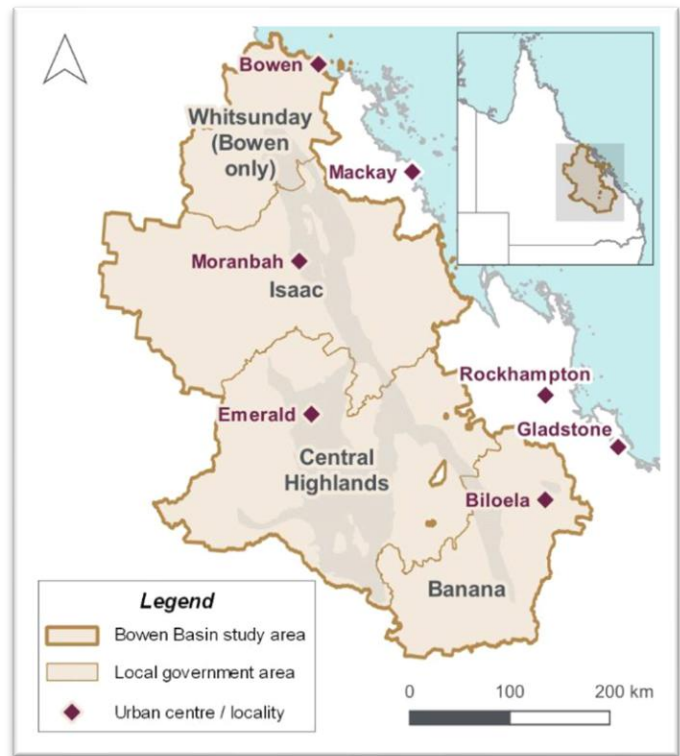 Bowen
Whitsunday
(Bowen
only)
Mackay
Moranbah
Isaac
Rockhampton
Emerald
Gladstone
Central
Highlands
Biloela
Banana
Legend
Bowen Basin study area
Local government area
Urban centre / locality
0 100 200 km